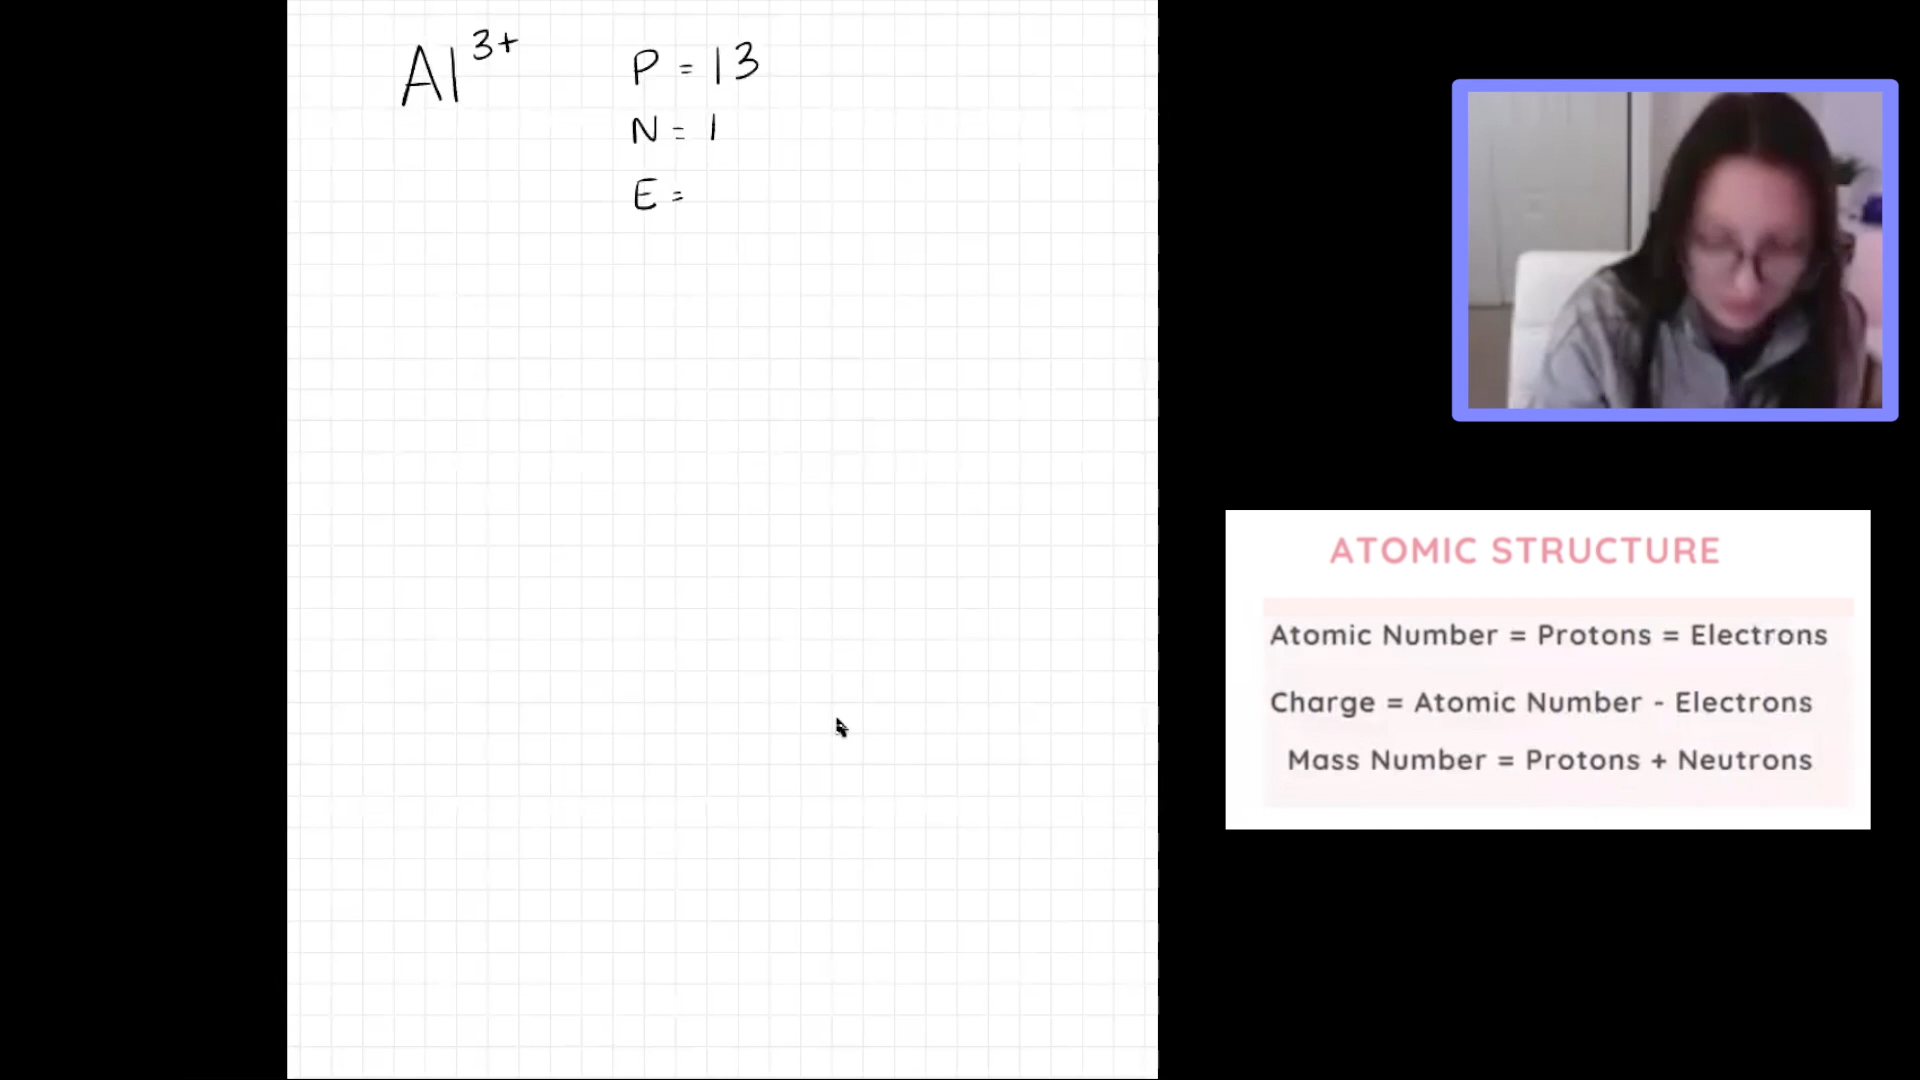 Al³⁺
P = 13
N = 1
E =
ATOMIC STRUCTURE
Atomic Number = Protons = Electrons
Charge = Atomic Number - Electrons
Mass Number = Protons + Neutrons